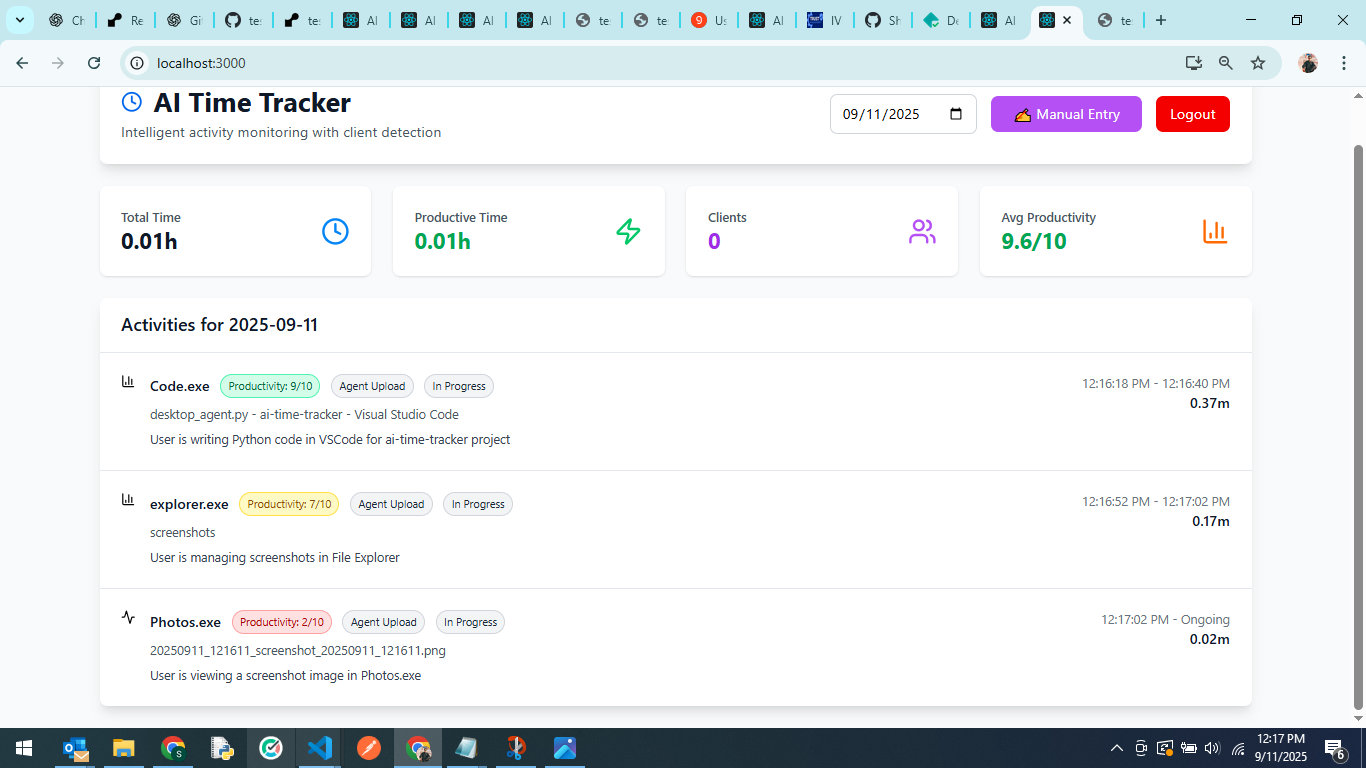 Ch
Re
Gi
te
te
AI
AI
AI
AI
te
te
Us
AI
IV
Sh
De
AI
te
localhost:3000
AI Time Tracker
Intelligent activity monitoring with client detection
09/11/2025
Manual Entry
Logout
Total Time
0.01h
Productive Time
0.01h
Clients
0
Avg Productivity
9.6/10
Activities for 2025-09-11
Code.exe Productivity: 9/10 Agent Upload In Progress 12:16:18 PM - 12:16:40 PM
0.37m
desktop_agent.py - ai-time-tracker - Visual Studio Code
User is writing Python code in VSCode for ai-time-tracker project
explorer.exe Productivity: 7/10 Agent Upload In Progress 12:16:52 PM - 12:17:02 PM
0.17m
screenshots
User is managing screenshots in File Explorer
Photos.exe Productivity: 2/10 Agent Upload In Progress 12:17:02 PM - Ongoing
0.02m
20250911_121611_screenshot_20250911_121611.png
User is viewing a screenshot image in Photos.exe
12:17 PM
9/11/2025
6